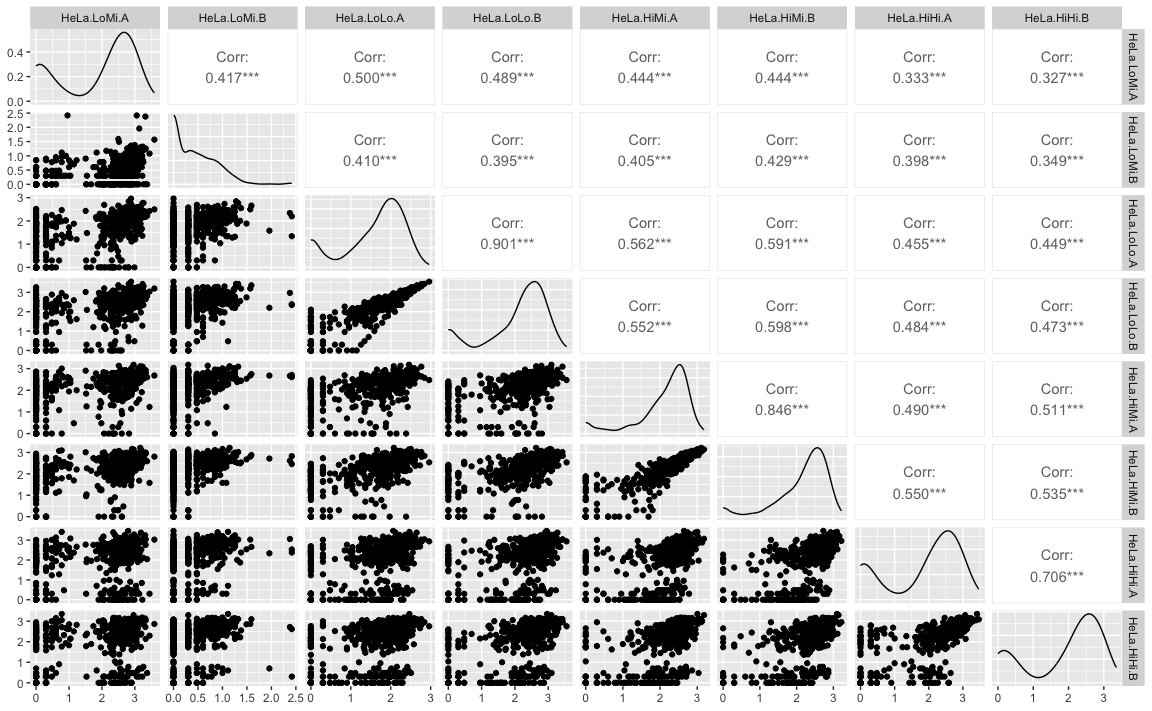 HeLa.LoMi.A HeLa.LoMi.B HeLa.LoLo.A HeLa.LoLo.B HeLa.HiMi.A HeLa.HiMi.B HeLa.HiHi.A HeLa.HiHi.B
0.4
0.2
0.0
Corr: Corr: Corr: Corr: Corr: Corr: Corr:
0.417*** 0.500*** 0.489*** 0.444*** 0.444*** 0.333*** 0.327***
HeLa.LoMi.A
2.5
2.0
1.5
1.0
0.5
0.0
Corr: Corr: Corr: Corr: Corr: Corr:
0.410*** 0.395*** 0.405*** 0.429*** 0.398*** 0.349***
HeLa.LoMi.B
3
2
1
0
Corr: Corr: Corr: Corr: Corr:
0.901*** 0.562*** 0.591*** 0.455*** 0.449***
HeLa.LoLo.A
3
2
1
0
Corr: Corr: Corr: Corr:
0.552*** 0.598*** 0.484*** 0.473***
HeLa.LoLo.B
3
2
1
0
Corr: Corr: Corr:
0.846*** 0.490*** 0.511***
HeLa.HiMi.A
3
2
1
0
Corr: Corr:
0.550*** 0.535***
HeLa.HiMi.B
3
2
1
0
Corr:
0.706***
HeLa.HiHi.A
3
2
1
0
HeLa.HiHi.B
0 1 2 3 0.0 0.5 1.0 1.5 2.0 2.5 0 1 2 3 0 1 2 3 0 1 2 3 0 1 2 3 0 1 2 3 0 1 2 3